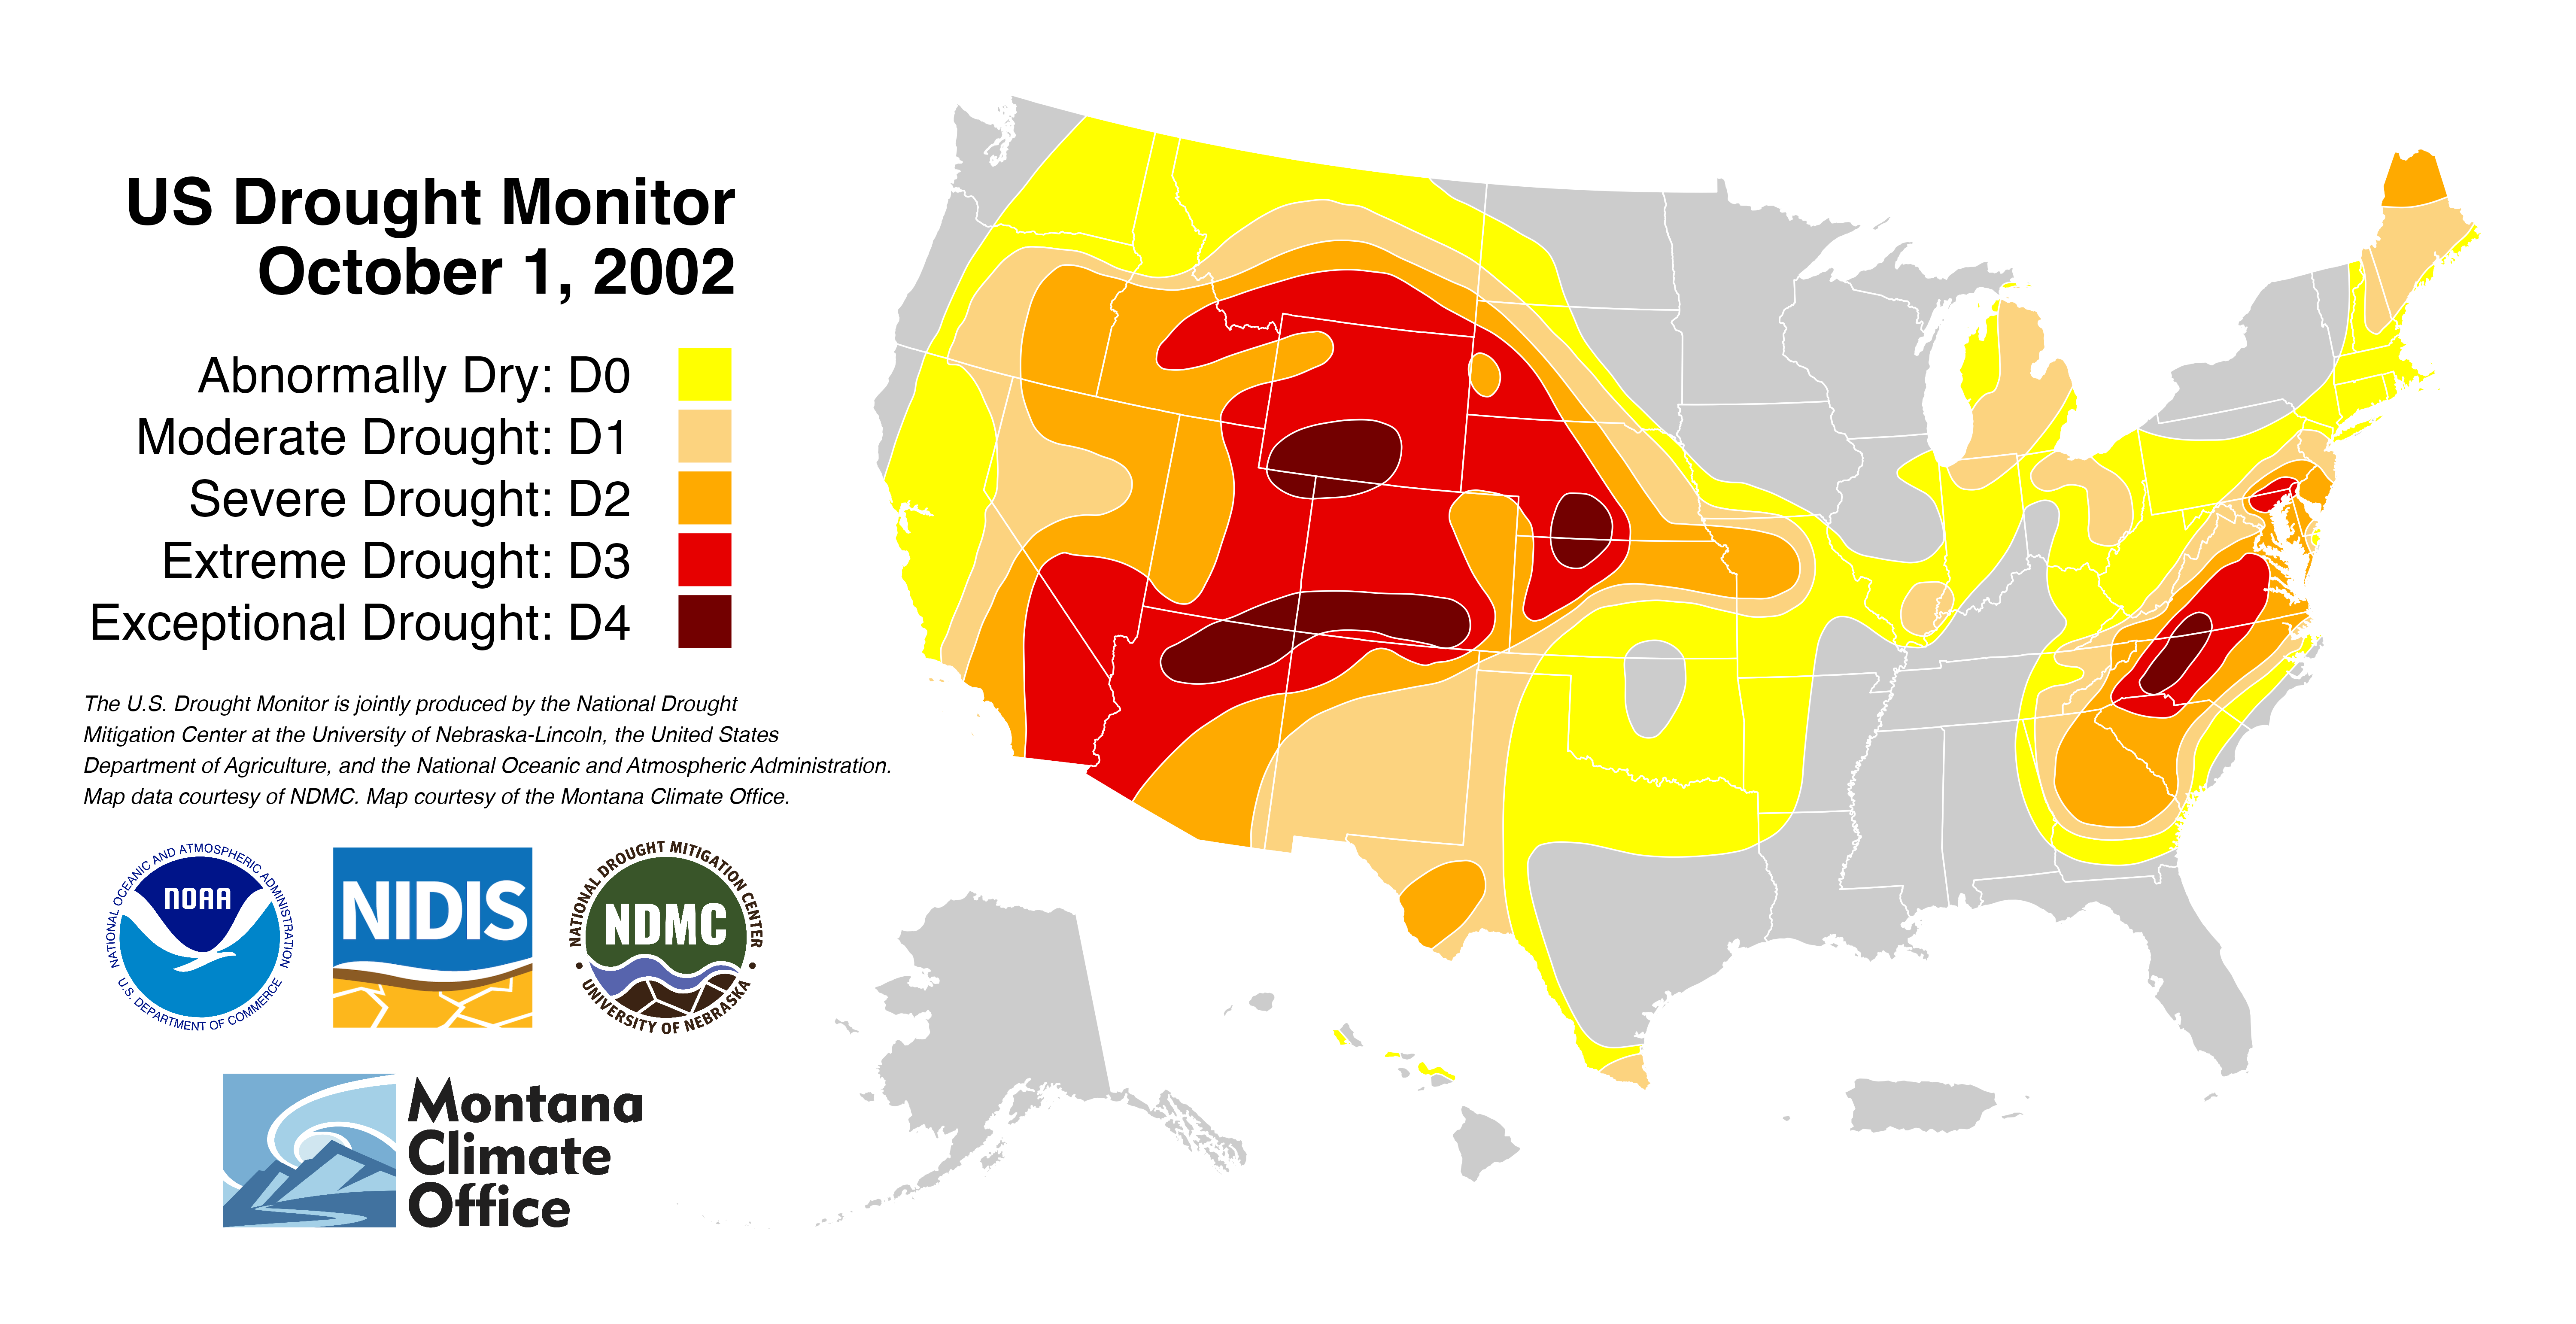 US Drought Monitor
October 1, 2002
Abnormally Dry: D0
Moderate Drought: D1
Severe Drought: D2
Extreme Drought: D3
Exceptional Drought: D4
The U.S. Drought Monitor is jointly produced by the National Drought
Mitigation Center at the University of Nebraska-Lincoln, the United States
Department of Agriculture, and the National Oceanic and Atmospheric Administration.
Map data courtesy of NDMC. Map courtesy of the Montana Climate Office.
NATIONAL OCEANIC AND ATMOSPHERIC ADMINISTRATION
NOAA
U.S. DEPARTMENT OF COMMERCE
NIDIS
NATIONAL DROUGHT MITIGATION CENTER
NDMC
UNIVERSITY OF NEBRASKA
Montana
Climate
Office